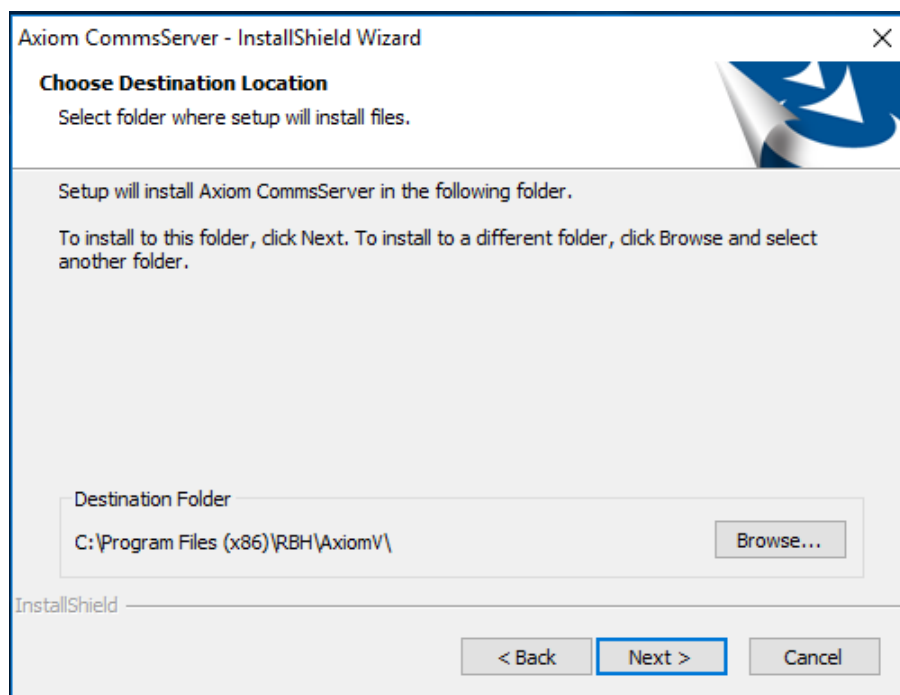 Axiom CommsServer - InstallShield Wizard
Choose Destination Location
Select folder where setup will install files.
Setup will install Axiom CommsServer in the following folder.
To install to this folder, click Next. To install to a different folder, click Browse and select
another folder.
Destination Folder
C:\Program Files (x86)\RBH\AxiomV\
Browse...
InstallShield
< Back
Next >
Cancel